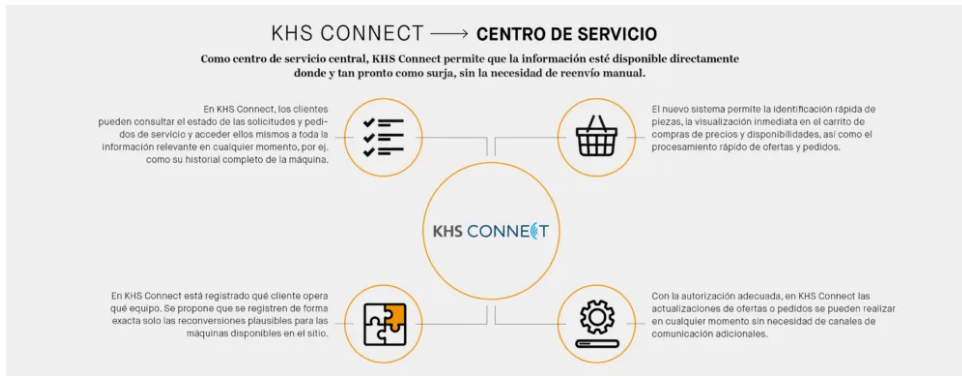 KHS CONNECT → CENTRO DE SERVICIO
Como centro de servicio central, KHS Connect permite que la información esté disponible directamente
donde y tan pronto como surja, sin la necesidad de reenvío manual.
En KHS Connect, los clientes
pueden consultar el estado de las solicitudes y pedi-
dos de servicio y acceder ellos mismos a toda la
información relevante en cualquier momento, por ej.
como su historial completo de la máquina.
El nuevo sistema permite la identificación rápida de
piezas, la visualización inmediata en el carrito de
compras de precios y disponibilidades, así como el
procesamiento rápido de ofertas y pedidos.
KHS CONNECT
En KHS Connect está registrado qué cliente opera
qué equipo. Se propone que se registren de forma
exacta solo las reconversiones plausibles para las
máquinas disponibles en el sitio.
Con la autorización adecuada, en KHS Connect las
actualizaciones de ofertas o pedidos se pueden realizar
en cualquier momento sin necesidad de canales de
comunicación adicionales.